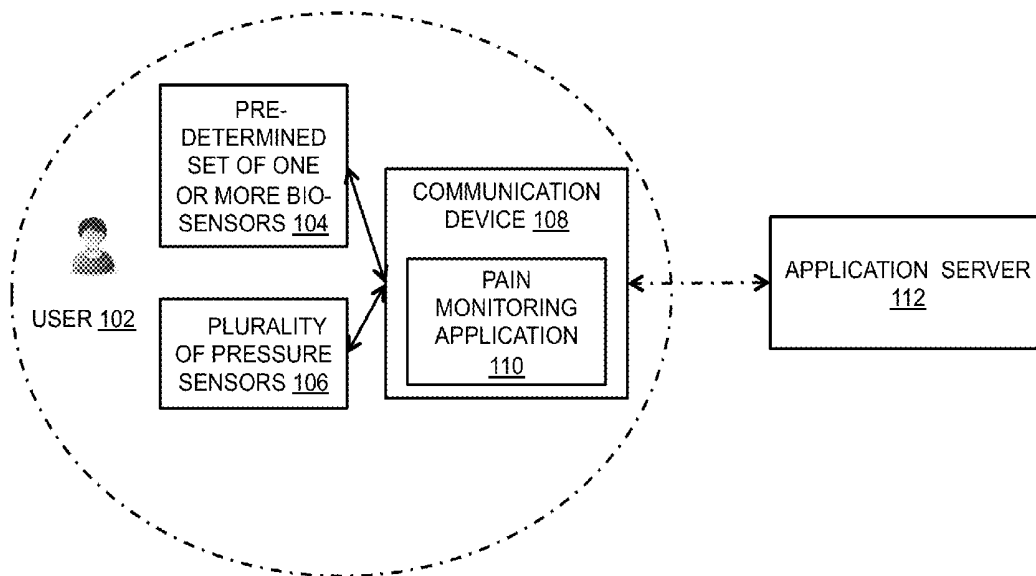 PRE-
DETERMINED
SET OF ONE
OR MORE BIO-
SENSORS 104
USER 102
PLURALITY
OF PRESSURE
SENSORS 106
COMMUNICATION
DEVICE 108
PAIN
MONITORING
APPLICATION
110
APPLICATION SERVER
112